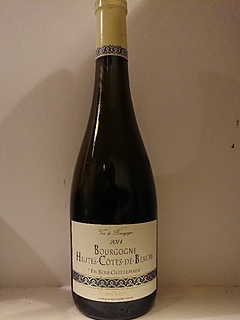 Vin de Bourgogne
2014
BOURGOGNE
HAUTES-CÔTES-DE-BEAUNE
"EN BOIS GUILLEMAIN"